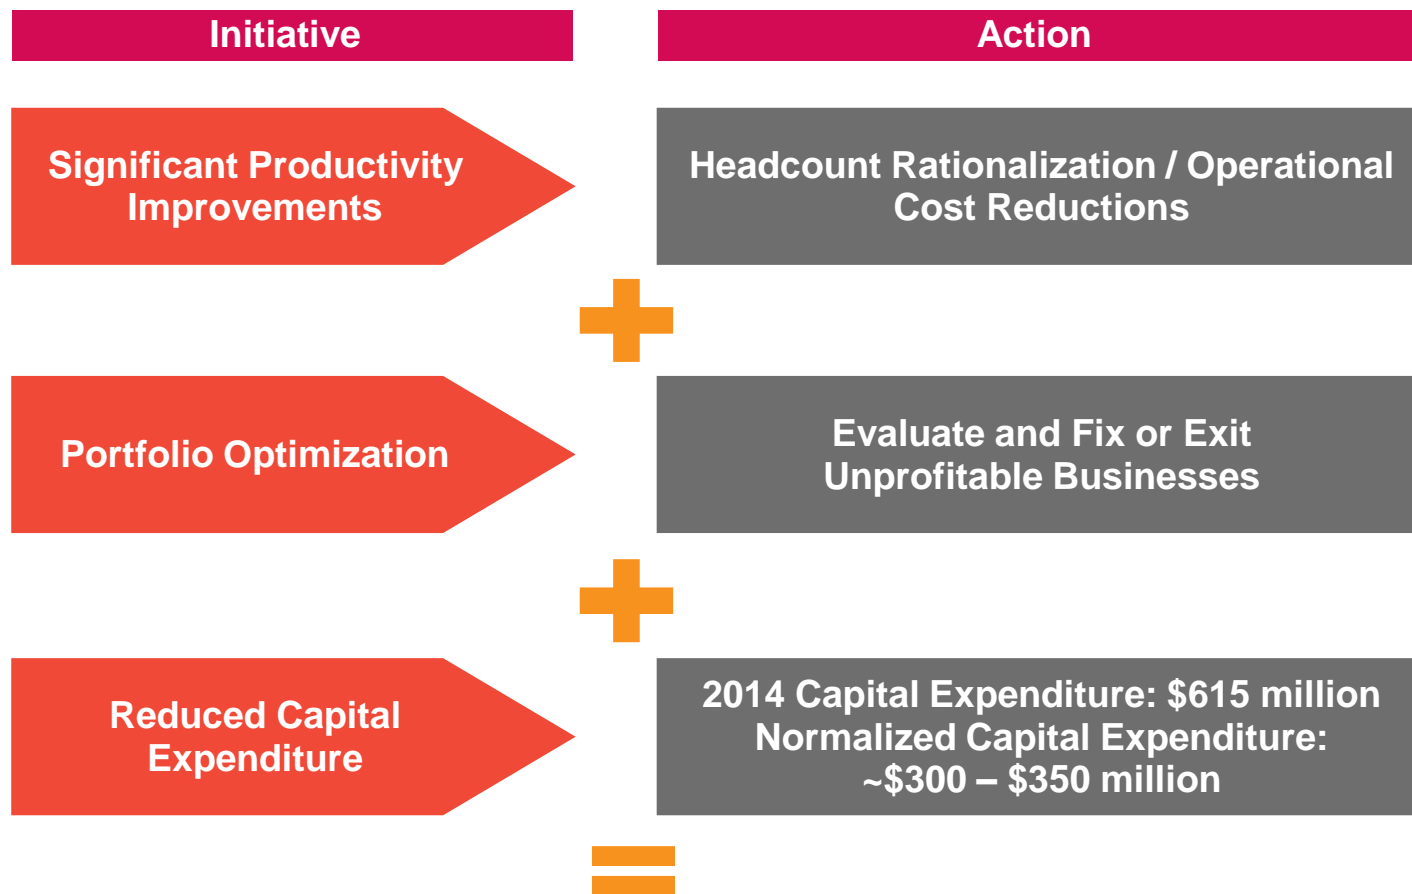 Initiative
Action
Significant Productivity
Improvements
Headcount Rationalization / Operational
Cost Reductions
Portfolio Optimization
Evaluate and Fix or Exit
Unprofitable Businesses
Reduced Capital
Expenditure
2014 Capital Expenditure: $615 million
Normalized Capital Expenditure:
~$300 – $350 million